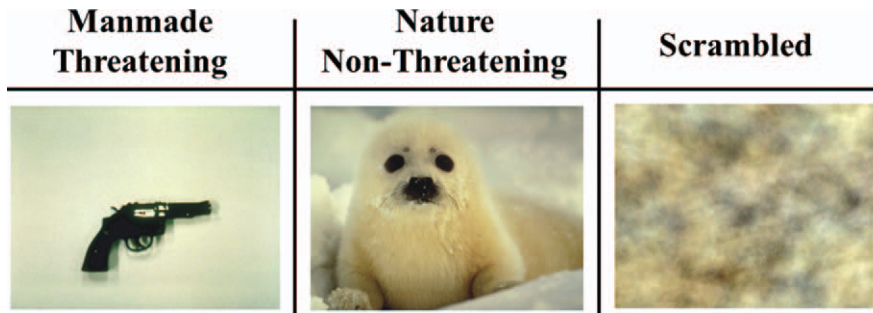 Manmade
Threatening
Nature
Non-Threatening
Scrambled